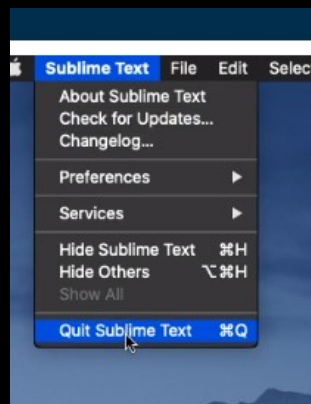 Sublime Text File Edit Selec
About Sublime Text
Check for Updates...
Changelog...
Preferences
Services
Hide Sublime Text ⌘H
Hide Others ⌥⌘H
Show All
Quit Sublime Text ⌘Q